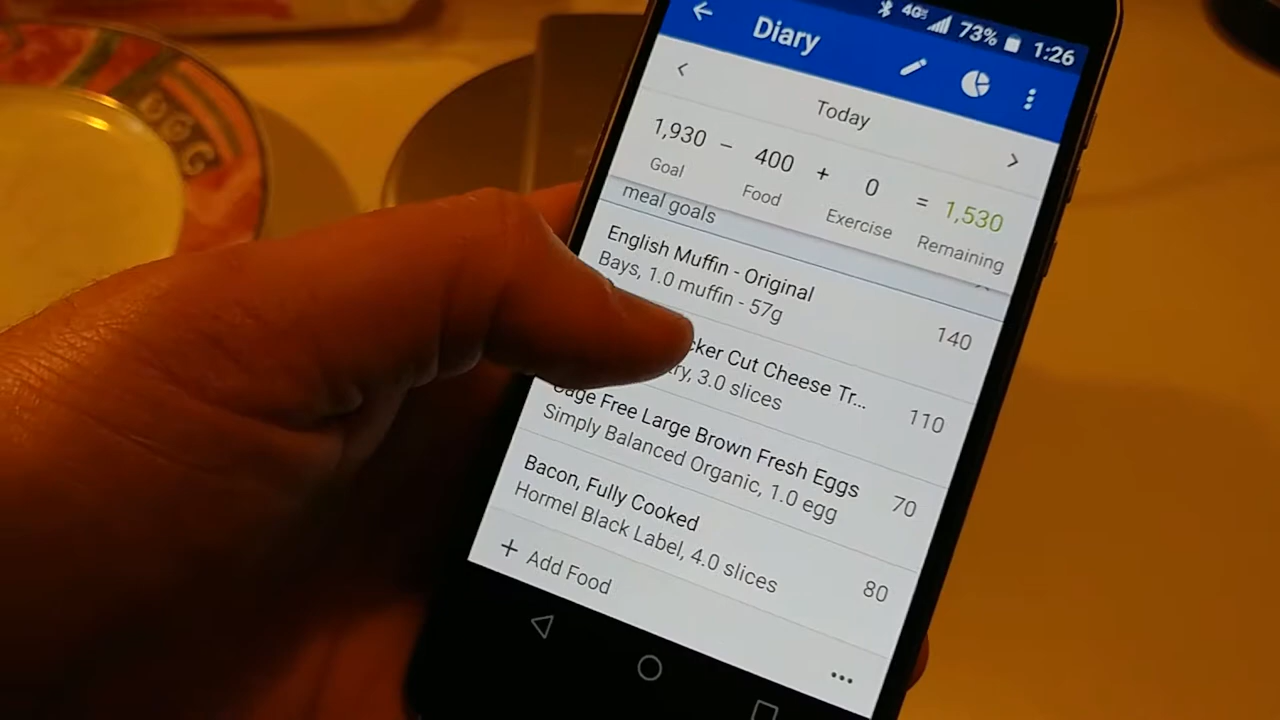 4G 73% 1:26
Diary
Today
1,930 - 400 + 0 = 1,530
Goal Food Exercise Remaining
meal goals
English Muffin - Original
Bays, 1.0 muffin - 57g
140
Cut Cheese Tr...
3.0 slices
110
Cage Free Large Brown Fresh Eggs
Simply Balanced Organic, 1.0 egg
70
Bacon, Fully Cooked
Hormel Black Label, 4.0 slices
80
+ Add Food